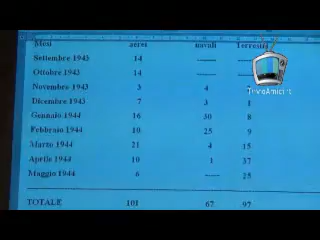 Mesi aerei navali Terrestri
Settembre 1943 14 ------
Ottobre 1943 14 ------
Novembre 1943 3 4
Dicembre 1943 7 3 1
Gennaio 1944 16 30 8
Febbraio 1944 10 25 9
Marzo 1944 21 4 15
Aprile 1944 10 1 37
Maggio 1944 6 ------ 25
TOTALE 101 67 97